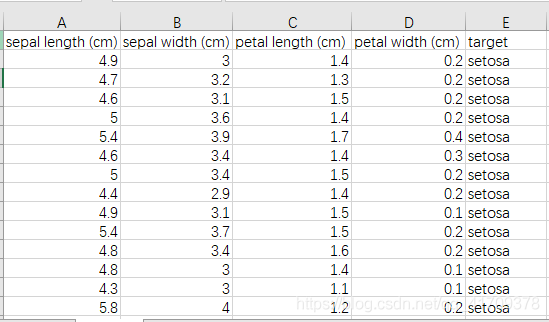 A B C D E
sepal length (cm) sepal width (cm) petal length (cm) petal width (cm) target
4.9 3 1.4 0.2 setosa
4.7 3.2 1.3 0.2 setosa
4.6 3.1 1.5 0.2 setosa
5 3.6 1.4 0.2 setosa
5.4 3.9 1.7 0.4 setosa
4.6 3.4 1.4 0.3 setosa
5 3.4 1.5 0.2 setosa
4.4 2.9 1.4 0.2 setosa
4.9 3.1 1.5 0.1 setosa
5.4 3.7 1.5 0.2 setosa
4.8 3.4 1.6 0.2 setosa
4.8 3 1.4 0.1 setosa
4.3 3 1.1 0.1 setosa
5.8 4 1.2 0.2 setosa